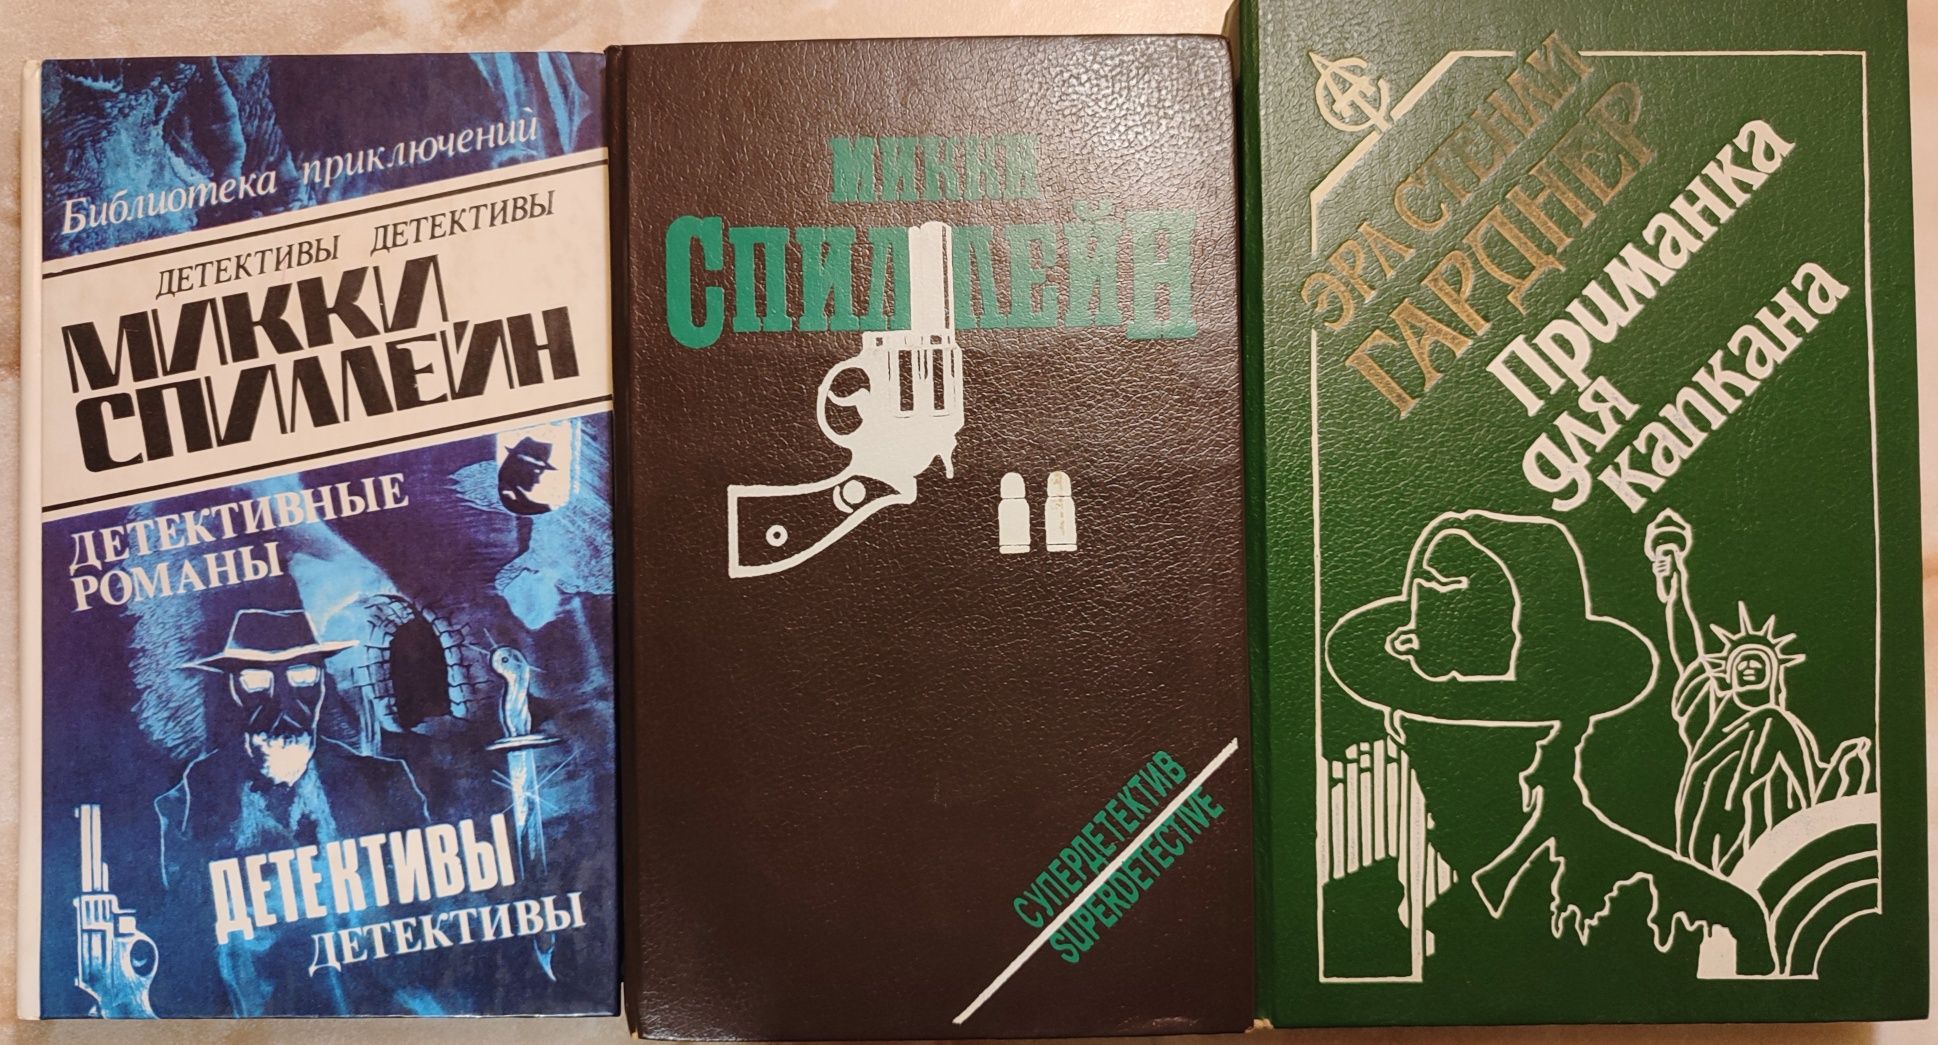 Библиотека приключений
ДЕТЕКТИВЫ ДЕТЕКТИВЫ
МИККИ
СПИЛЛЕЙН
ДЕТЕКТИВНЫЕ
РОМАНЫ
ДЕТЕКТИВЫ
ДЕТЕКТИВЫ
МИККИ
СПИЛЛЕЙН
СУПЕРДЕТЕКТИВ
SUPERDETECTIVE
ЭРЛ СТЕНЛИ
ГАРДНЕР
Приманка
для
капкана